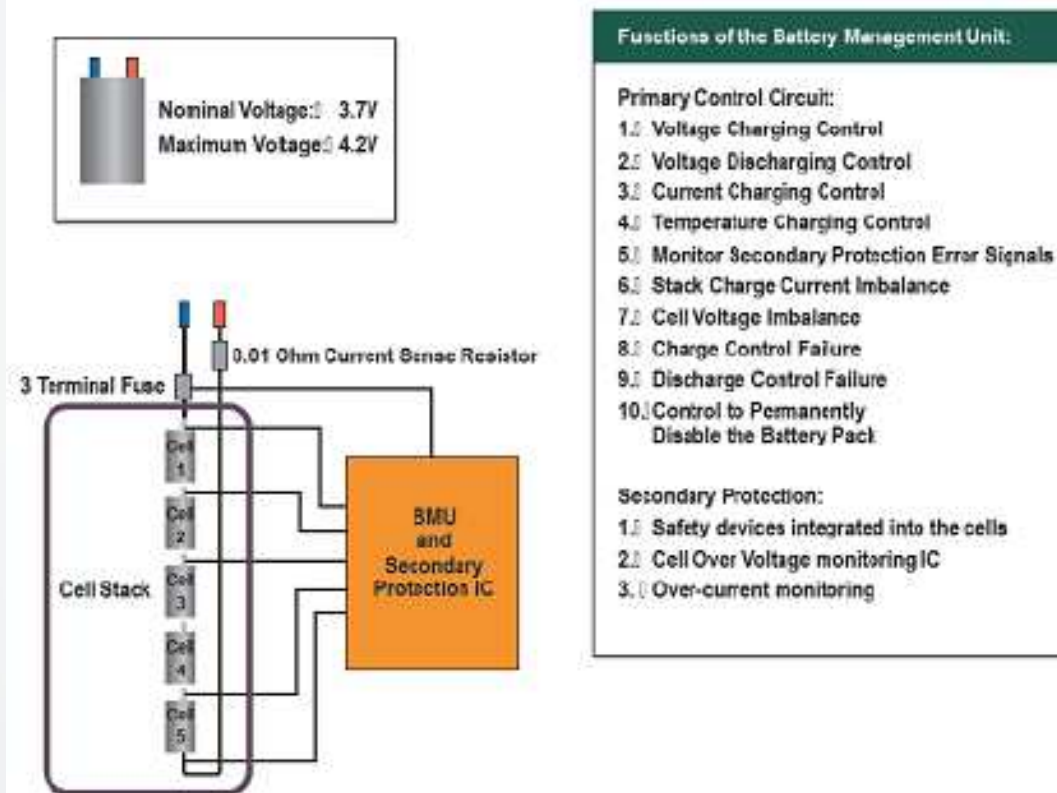 Nominal Voltage: 3.7V
Maximum Votage: 4.2V
0.01 Ohm Current Sense Resistor
3 Terminal Fuse
Cell
1
Cell
2
Cell
3
Cell
4
Cell
5
Cell Stack
BMU
and
Secondary
Protection IC
Functions of the Battery Management Unit:
Primary Control Circuit:
1. Voltage Charging Control
2. Voltage Discharging Control
3. Current Charging Control
4. Temperature Charging Control
5. Monitor Secondary Protection Error Signals
6. Stack Charge Current Imbalance
7. Cell Voltage Imbalance
8. Charge Control Failure
9. Discharge Control Failure
10. Control to Permanently
Disable the Battery Pack
Secondary Protection:
1. Safety devices integrated into the cells
2. Cell Over Voltage monitoring IC
3. Over-current monitoring